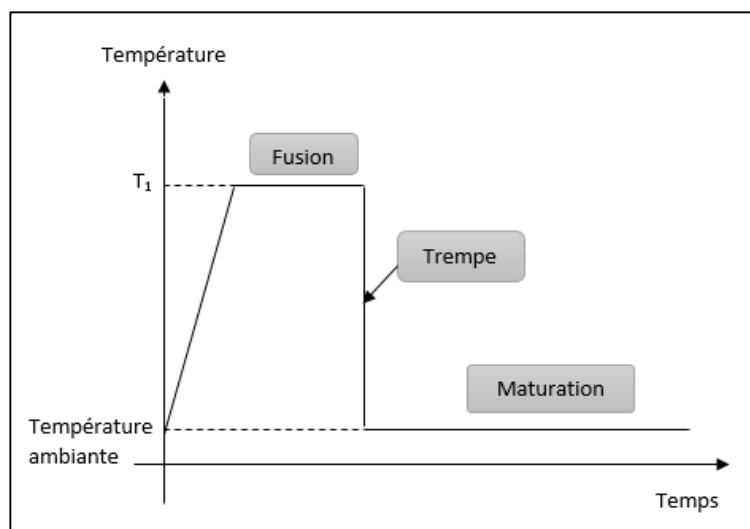 Température
Fusion
T₁
Trempe
Maturation
Température
ambiante
Temps